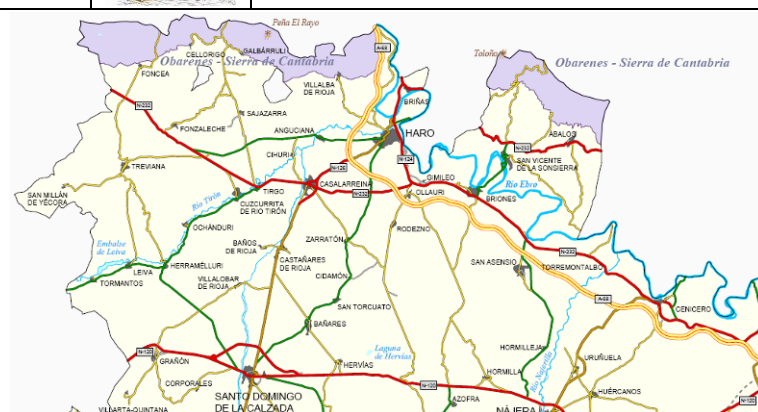 Peña El Rayo
A-68
CELLORIGO
GALBÁRRULI
Obarenes - Sierra de Cantabria
Toloño
Obarenes - Sierra de Cantabria
FONCEA
VILLALBA
DE RIOJA
N-232
BRIÑAS
SAJAZARRA
FONZALECHE
ANGUCIANA
HARO
ÁBALOS
N-232
CIHURI
N-124
SAN VICENTE
DE LA SONSIERRA
TREVIANA
N-126
GIMILEO
TIRGO
CASALARREINA
Río Ebro
SAN MILLÁN
DE YÉCORA
Río Tirón
N-232
OLLAURI
BRIONES
CUZCURRITA
DE RIO TIRÓN
OCHÁNDURI
RODEZNO
Embalse
de Leiva
BAÑOS
DE RIOJA
ZARRATÓN
N-232
LEIVA
HERRAMÉLLURI
CASTAÑARES
DE RIOJA
SAN ASENSIO
TORREMONTALBO
TORMANTOS
VILLALOBAR
DE RIOJA
CIDAMÓN
A-68
SAN TORCUATO
CENICERO
BAÑARES
Laguna
de Hervías
HORMILLEJA
N-120
GRAÑÓN
HERVÍAS
Río Najerilla
URUÑUELA
CORPORALES
HORMILLA
N-120
SANTO DOMINGO
DE LA CALZADA
AZOFRA
HUÉRCANOS
N-120
VILLARTA-QUINTANA
NÁJERA